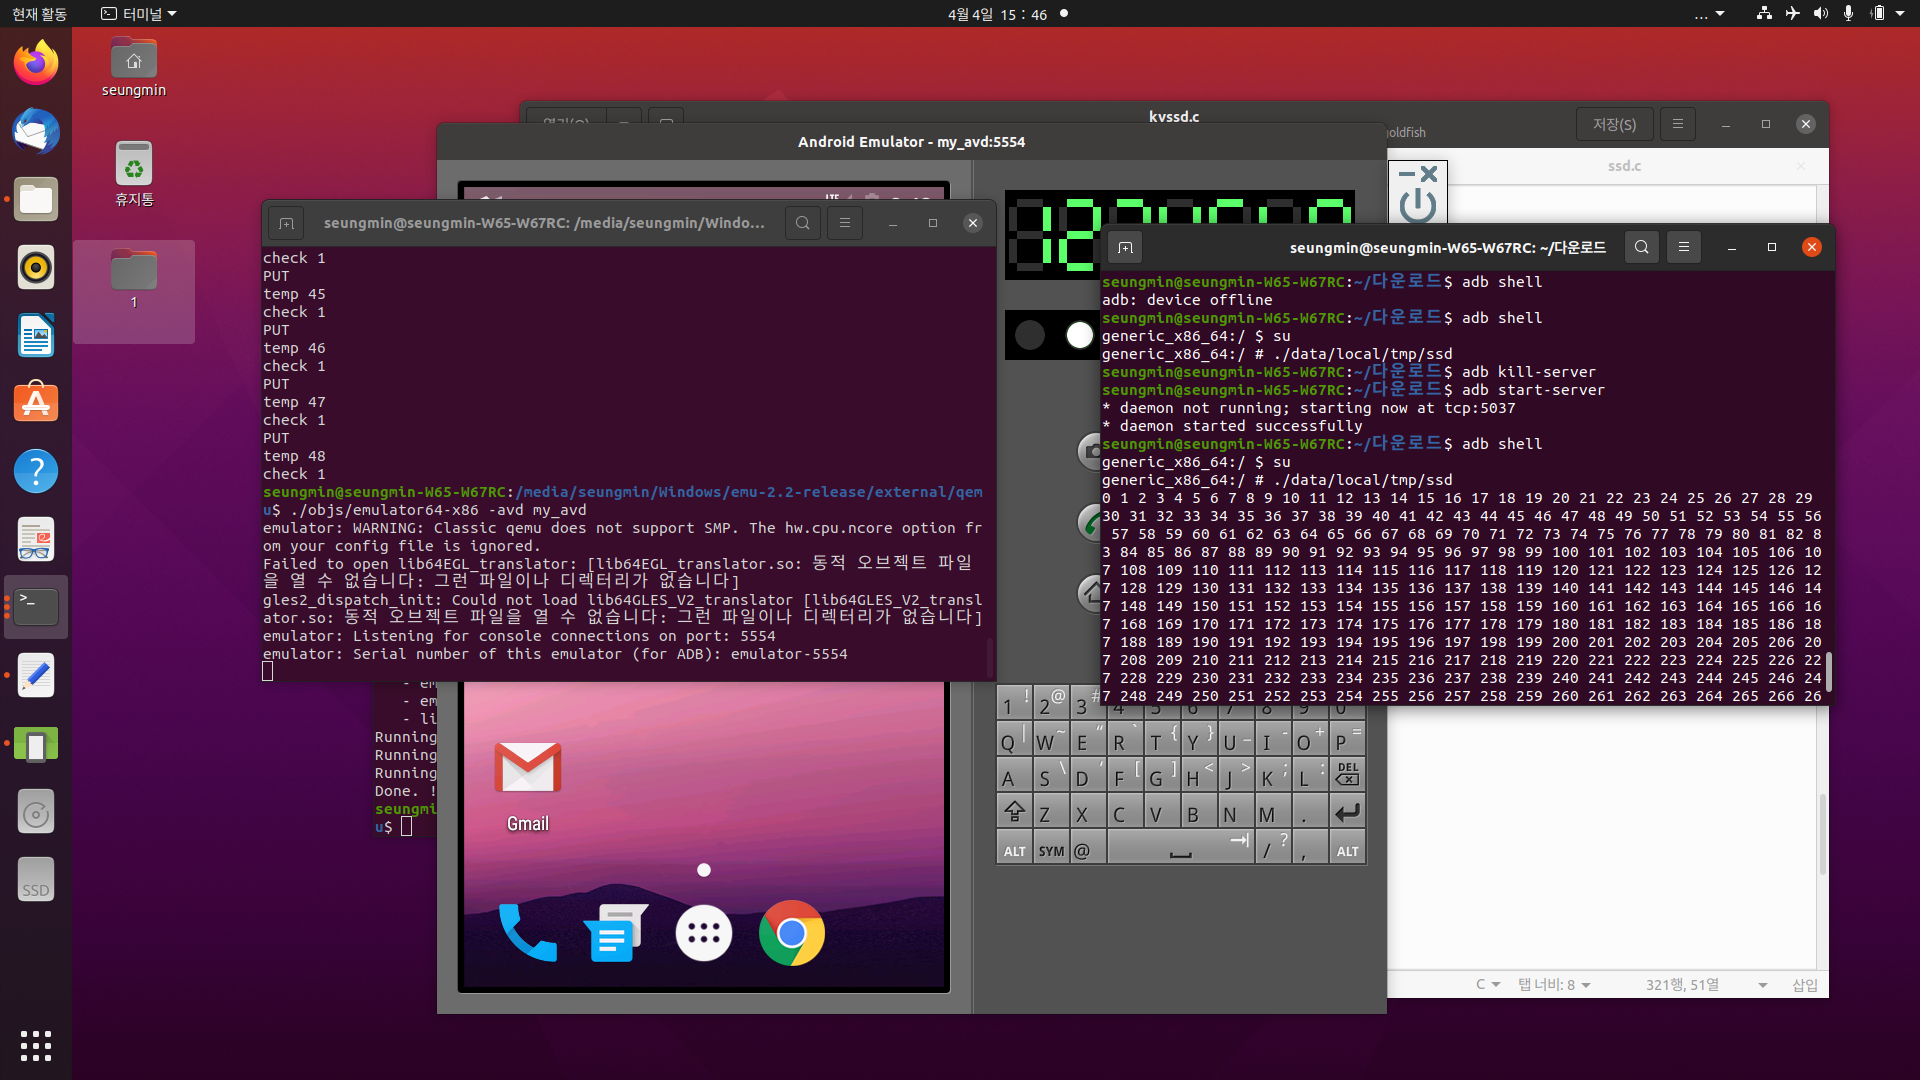 현재 활동
터미널
4월 4일 15 : 46
...
seungmin
휴지통
1
SSD
kvssd.c
goldfish
저장(S)
ssd.c
Android Emulator - my_avd:5554
seungmin@seungmin-W65-W67RC: /media/seungmin/Windo...
check 1
PUT
temp 45
check 1
PUT
temp 46
check 1
PUT
temp 47
check 1
PUT
temp 48
check 1
seungmin@seungmin-W65-W67RC:/media/seungmin/Windows/emu-2.2-release/external/qem
u$ ./objs/emulator64-x86 -avd my_avd
emulator: WARNING: Classic qemu does not support SMP. The hw.cpu.ncore option fr
om your config file is ignored.
Failed to open lib64EGL_translator: [lib64EGL_translator.so: 동적 오브젝트 파일
을 열 수 없습니다: 그런 파일이나 디렉터리가 없습니다]
gles2_dispatch_init: Could not load lib64GLES_V2_translator [lib64GLES_V2_transl
ator.so: 동적 오브젝트 파일을 열 수 없습니다: 그런 파일이나 디렉터리가 없습니다]
emulator: Listening for console connections on port: 5554
emulator: Serial number of this emulator (for ADB): emulator-5554
seungmin@seungmin-W65-W67RC: ~/다운로드
seungmin@seungmin-W65-W67RC:~/다운로드$ adb shell
adb: device offline
seungmin@seungmin-W65-W67RC:~/다운로드$ adb shell
generic_x86_64:/ $ su
generic_x86_64:/ # ./data/local/tmp/ssd
seungmin@seungmin-W65-W67RC:~/다운로드$ adb kill-server
seungmin@seungmin-W65-W67RC:~/다운로드$ adb start-server
* daemon not running; starting now at tcp:5037
* daemon started successfully
seungmin@seungmin-W65-W67RC:~/다운로드$ adb shell
generic_x86_64:/ $ su
generic_x86_64:/ # ./data/local/tmp/ssd
0 1 2 3 4 5 6 7 8 9 10 11 12 13 14 15 16 17 18 19 20 21 22 23 24 25 26 27 28 29
30 31 32 33 34 35 36 37 38 39 40 41 42 43 44 45 46 47 48 49 50 51 52 53 54 55 56
57 58 59 60 61 62 63 64 65 66 67 68 69 70 71 72 73 74 75 76 77 78 79 80 81 82 8
3 84 85 86 87 88 89 90 91 92 93 94 95 96 97 98 99 100 101 102 103 104 105 106 10
7 108 109 110 111 112 113 114 115 116 117 118 119 120 121 122 123 124 125 126 12
7 128 129 130 131 132 133 134 135 136 137 138 139 140 141 142 143 144 145 146 14
7 148 149 150 151 152 153 154 155 156 157 158 159 160 161 162 163 164 165 166 16
7 168 169 170 171 172 173 174 175 176 177 178 179 180 181 182 183 184 185 186 18
7 188 189 190 191 192 193 194 195 196 197 198 199 200 201 202 203 204 205 206 20
7 208 209 210 211 212 213 214 215 216 217 218 219 220 221 222 223 224 225 226 22
7 228 229 230 231 232 233 234 235 236 237 238 239 240 241 242 243 244 245 246 24
7 248 249 250 251 252 253 254 255 256 257 258 259 260 261 262 263 264 265 266 26
- em
- em
- li
Running
Running
Running
Done. !
seungmi
u$
Gmail
1 ! 2 @ 3 # 4 5 6 7 8 9 0
Q | W ~ E “ R ` T { Y } U _ I - O + P =
A S \ D ' F [ G ] H < J > K ; L : DEL
Z X C V B N M .
ALT SYM @ / ? , ALT
C
탭 너비: 8
321행, 51열
삽입